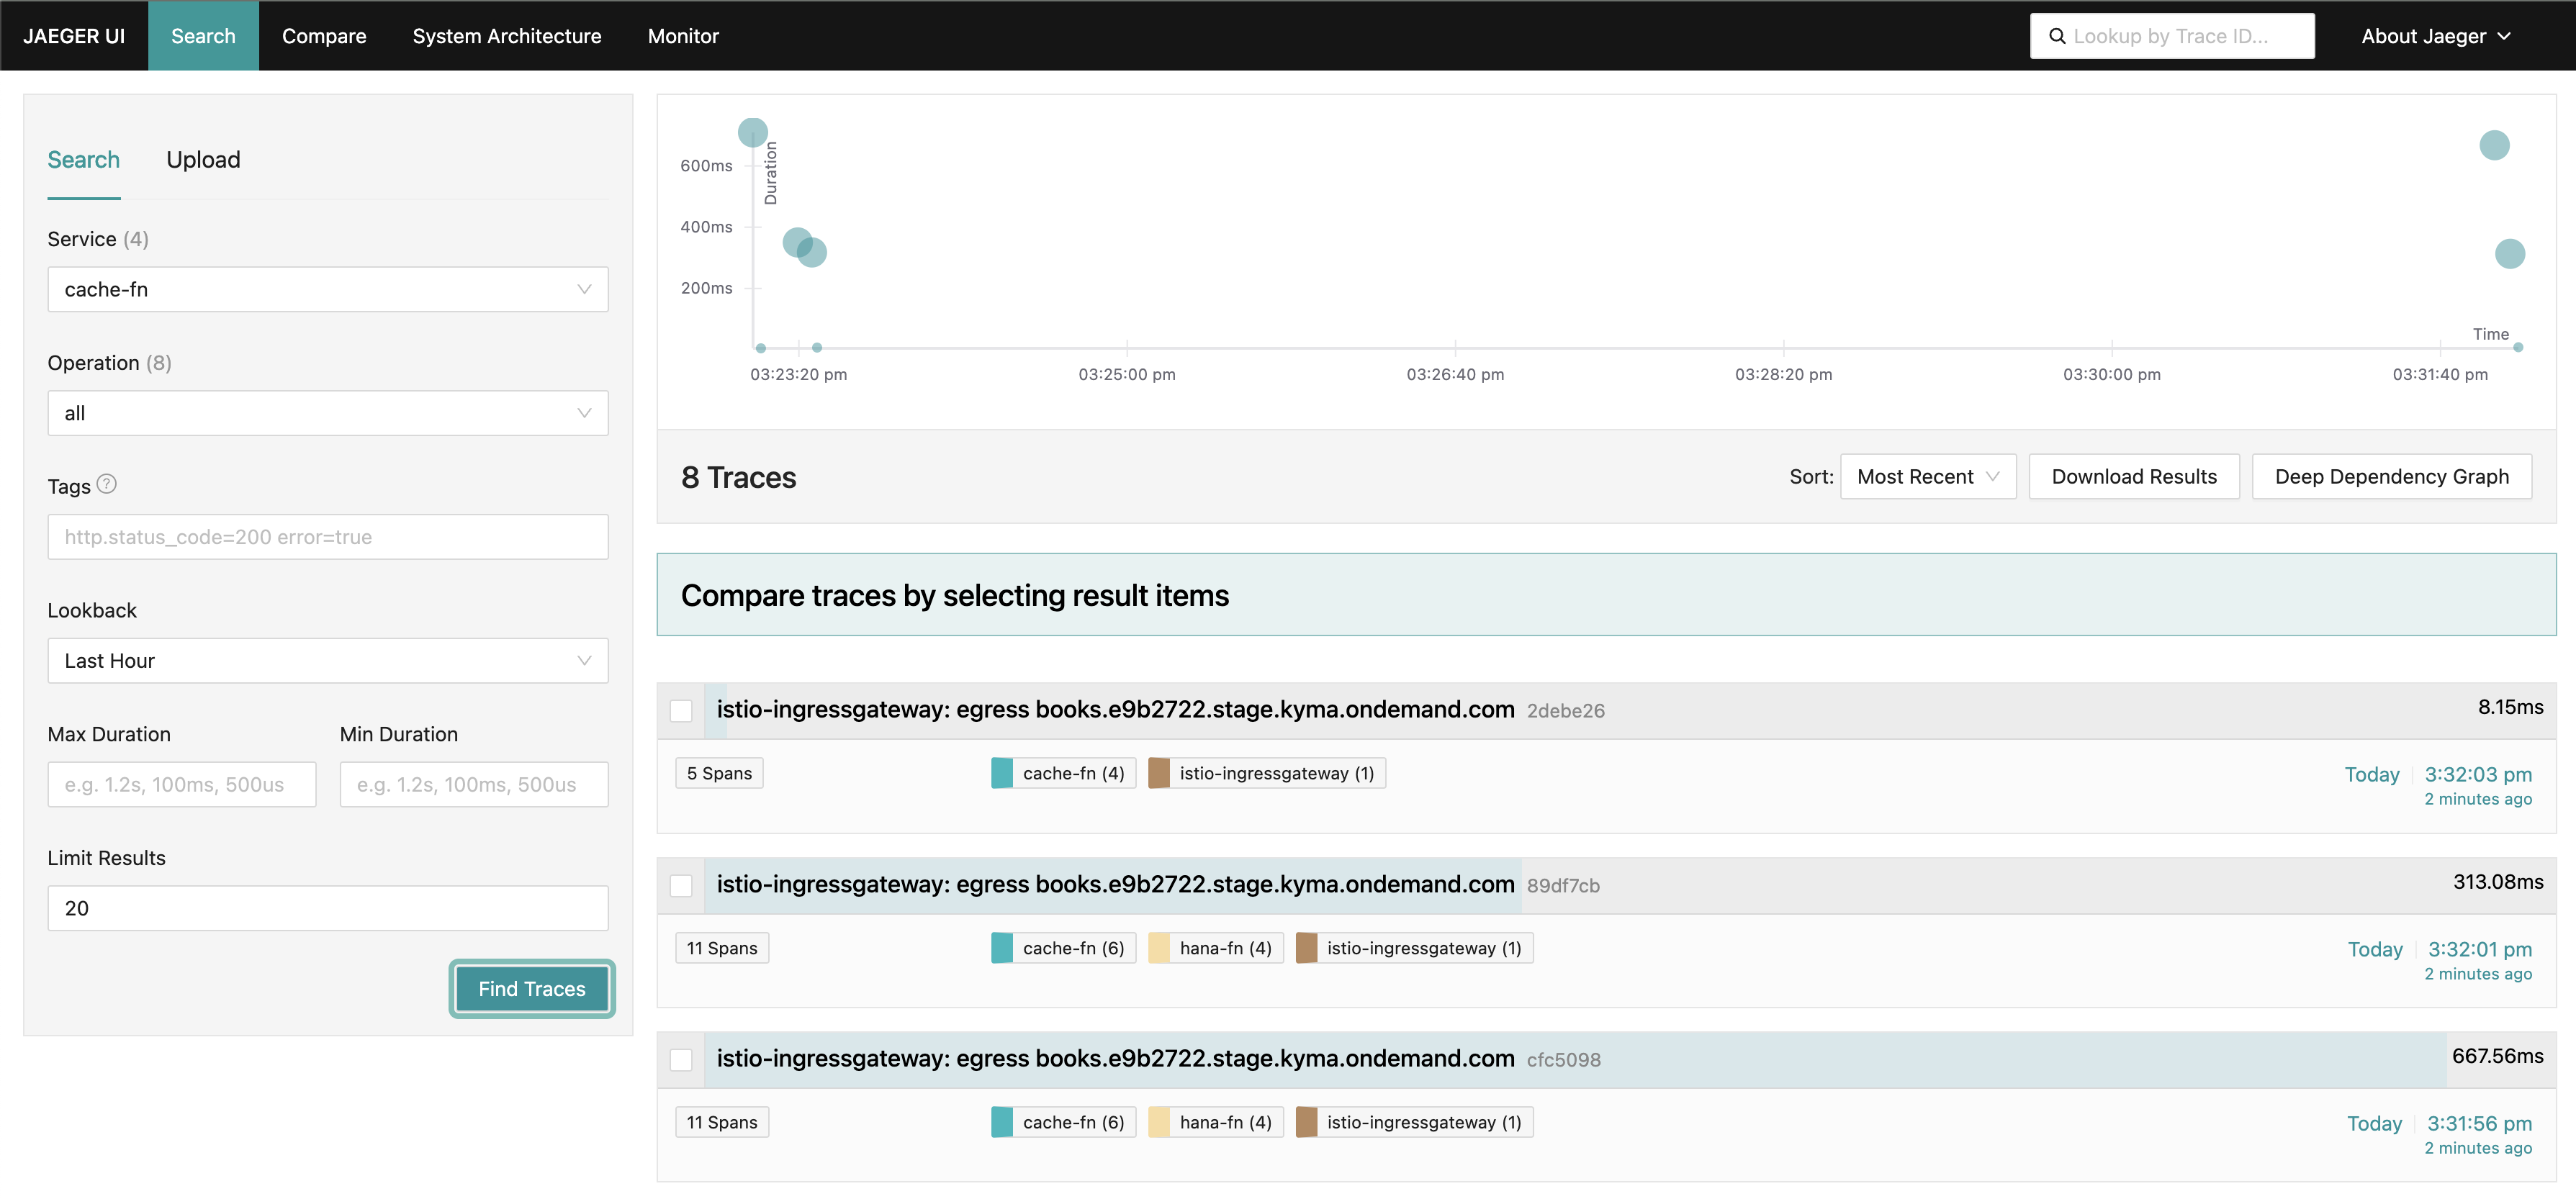 JAEGER UI Search Compare System Architecture Monitor Lookup by Trace ID... About Jaeger
Search Upload
Service (4)
cache-fn
Operation (8)
all
Tags ?
http.status_code=200 error=true
Lookback
Last Hour
Max Duration Min Duration
e.g. 1.2s, 100ms, 500us e.g. 1.2s, 100ms, 500us
Limit Results
20
Find Traces
Duration
600ms
400ms
200ms
Time
03:23:20 pm 03:25:00 pm 03:26:40 pm 03:28:20 pm 03:30:00 pm 03:31:40 pm
8 Traces Sort: Most Recent Download Results Deep Dependency Graph
Compare traces by selecting result items
istio-ingressgateway: egress books.e9b2722.stage.kyma.ondemand.com 2debe26 8.15ms
5 Spans cache-fn (4) istio-ingressgateway (1) Today 3:32:03 pm
2 minutes ago
istio-ingressgateway: egress books.e9b2722.stage.kyma.ondemand.com 89df7cb 313.08ms
11 Spans cache-fn (6) hana-fn (4) istio-ingressgateway (1) Today 3:32:01 pm
2 minutes ago
istio-ingressgateway: egress books.e9b2722.stage.kyma.ondemand.com cfc5098 667.56ms
11 Spans cache-fn (6) hana-fn (4) istio-ingressgateway (1) Today 3:31:56 pm
2 minutes ago